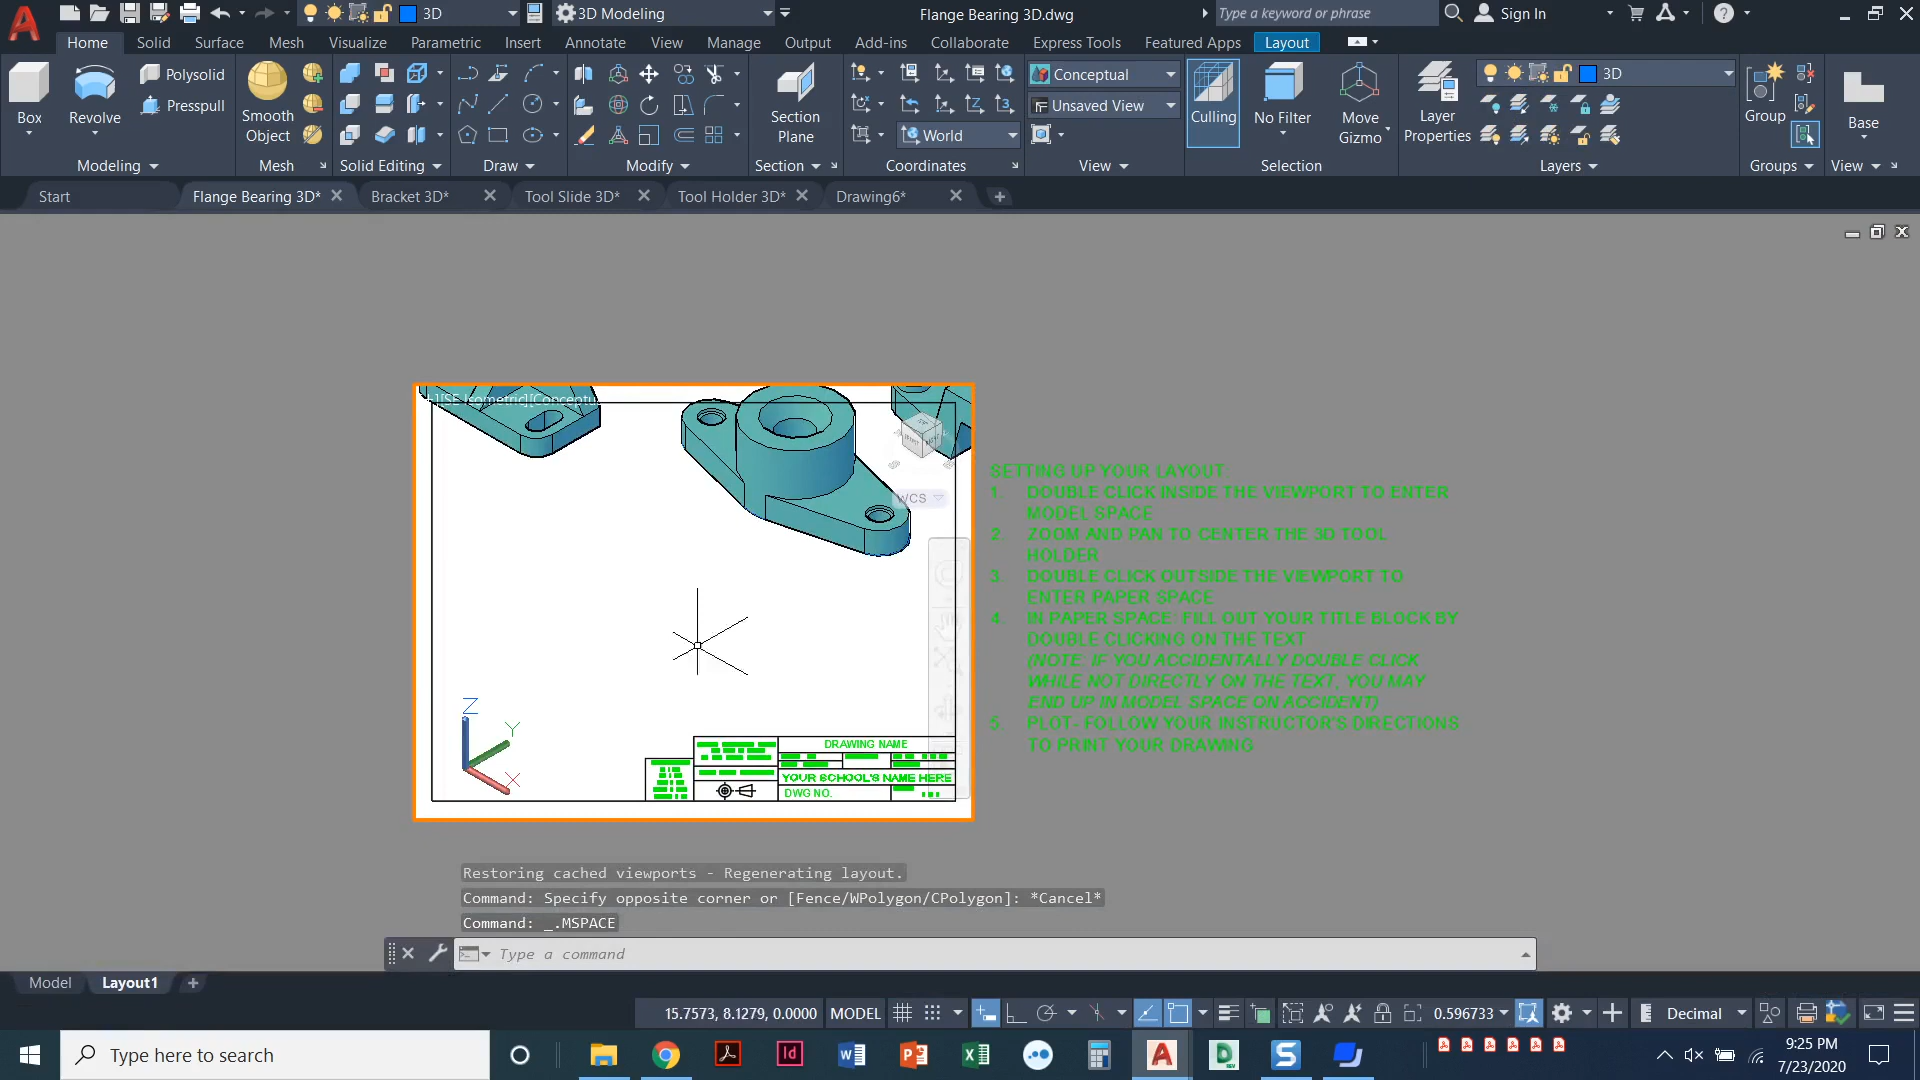 3D
3D Modeling
Flange Bearing 3D.dwg
Type a keyword or phrase
Sign In
Home Solid Surface Mesh Visualize Parametric Insert Annotate View Manage Output Add-ins Collaborate Express Tools Featured Apps Layout
Box
Revolve
Polysolid
Presspull
Modeling
Smooth
Object
Mesh
Solid Editing
Draw
Modify
Section
Plane
Section
World
Coordinates
Conceptual
Unsaved View
View
Culling
No Filter
Move
Gizmo
Selection
Layer
Properties
3D
Layers
Group
Groups
Base
View
Start
Flange Bearing 3D*
Bracket 3D*
Tool Slide 3D*
Tool Holder 3D*
Drawing6*
][SE Isometric][Conceptu
WCS
Z
Y
X
DRAWING NAME
YOUR SCHOOL'S NAME HERE
DWG NO.
SETTING UP YOUR LAYOUT:
1. DOUBLE CLICK INSIDE THE VIEWPORT TO ENTER
MODEL SPACE
2. ZOOM AND PAN TO CENTER THE 3D TOOL
HOLDER
3. DOUBLE CLICK OUTSIDE THE VIEWPORT TO
ENTER PAPER SPACE
4. IN PAPER SPACE: FILL OUT YOUR TITLE BLOCK BY
DOUBLE CLICKING ON THE TEXT
(NOTE: IF YOU ACCIDENTALLY DOUBLE CLICK
WHILE NOT DIRECTLY ON THE TEXT, YOU MAY
END UP IN MODEL SPACE ON ACCIDENT)
5. PLOT- FOLLOW YOUR INSTRUCTOR'S DIRECTIONS
TO PRINT YOUR DRAWING
Restoring cached viewports - Regenerating layout.
Command: Specify opposite corner or [Fence/WPolygon/CPolygon]: *Cancel*
Command: _.MSPACE
Type a command
Model
Layout1
15.7573, 8.1279, 0.0000
MODEL
0.596733
Decimal
Type here to search
9:25 PM
7/23/2020